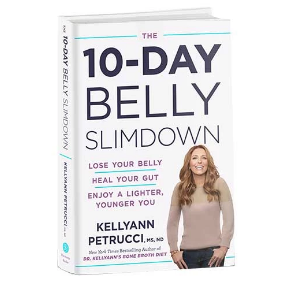 THE
10-DAY
BELLY
SLIMDOWN
LOSE YOUR BELLY
HEAL YOUR GUT
ENJOY A LIGHTER,
YOUNGER YOU
KELLYANN
PETRUCCI, MS, ND
New York Times Bestselling Author of
DR. KELLYANN'S BONE BROTH DIET
THE 10-DAY BELLY SLIMDOWN
KELLYANN PETRUCCI